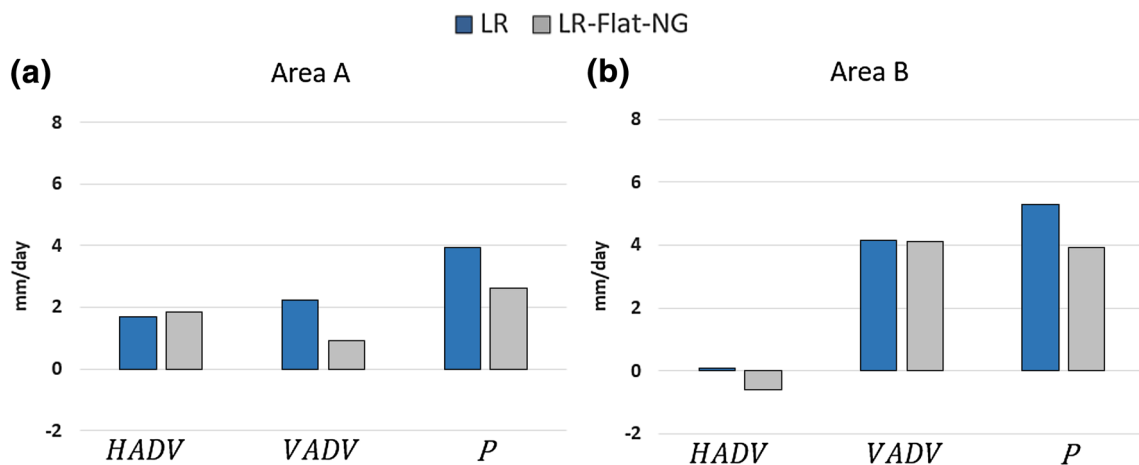 LR LR-Flat-NG
(a) Area A
8
6
4
2
0
-2
mm/day
HADV VADV P
(b) Area B
8
6
4
2
0
-2
mm/day
HADV VADV P